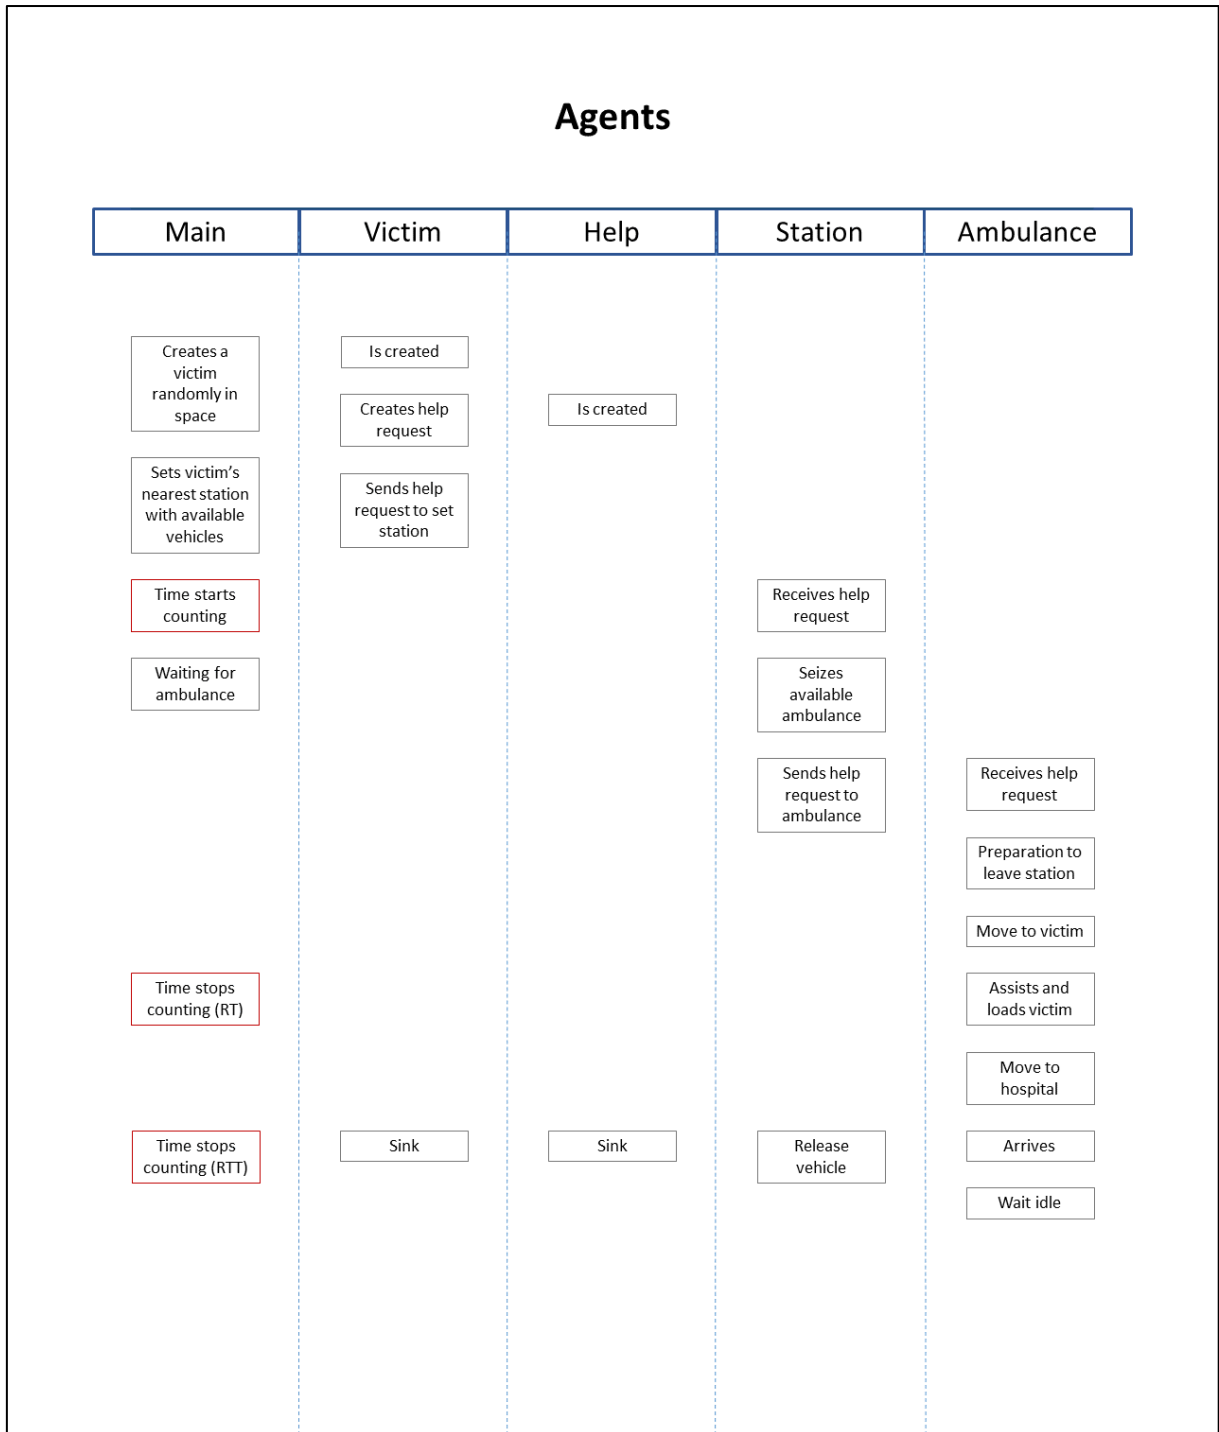 Agents
Main
Victim
Help
Station
Ambulance
Creates a
victim
randomly in
space
Is created
Creates help
request
Is created
Sets victim’s
nearest station
with available
vehicles
Sends help
request to set
station
Time starts
counting
Receives help
request
Waiting for
ambulance
Seizes
available
ambulance
Sends help
request to
ambulance
Receives help
request
Preparation to
leave station
Move to victim
Time stops
counting (RT)
Assists and
loads victim
Move to
hospital
Time stops
counting (RTT)
Sink
Sink
Release
vehicle
Arrives
Wait idle